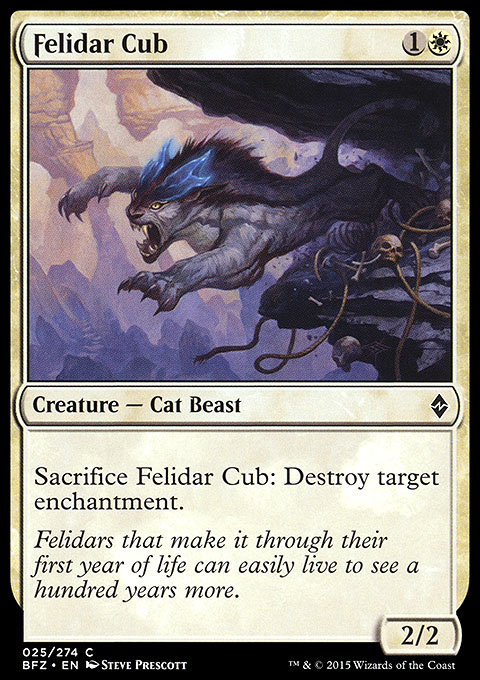 Felidar Cub 1
Creature — Cat Beast
Sacrifice Felidar Cub: Destroy target
enchantment.
Felidars that make it through their
first year of life can easily live to see a
hundred years more.
2/2
025/274 C
BFZ • EN Steve Prescott
™ & © 2015 Wizards of the Coast